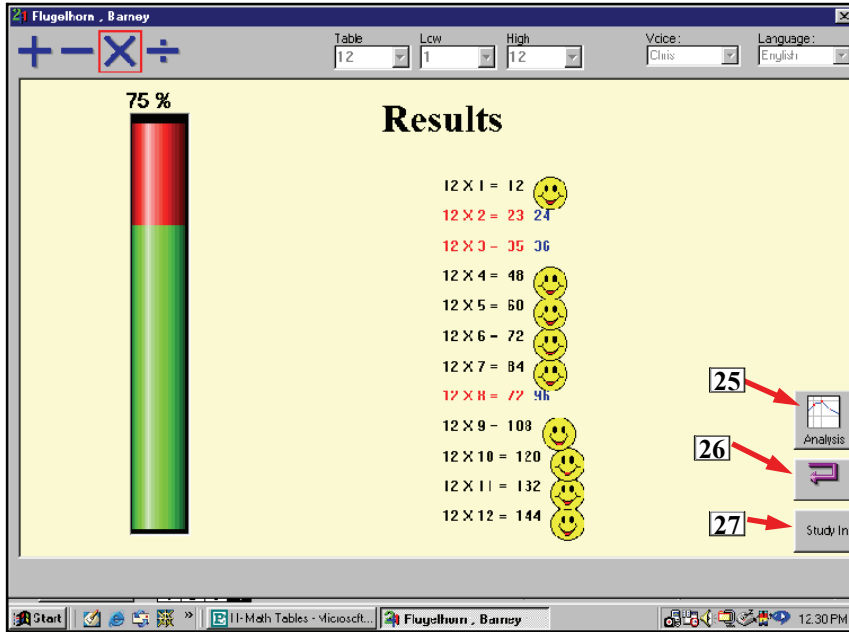 21 Flugelhorn , Barney
Table Low High Voice: Language:
12 1 12 Chris English
75 %
Results
12 X 1 = 12
12 X 2 = 23 24
12 X 3 = 35 36
12 X 4 = 48
12 X 5 = 60
12 X 6 = 72
12 X 7 = 84
12 X 8 = 72 96
12 X 9 = 108
12 X 10 = 120
12 X 11 = 132
12 X 12 = 144
25
Analysis
26
27
Study In
Start » 11-Math Tables - Microsoft... 21 Flugelhorn , Barney 12:30 PM